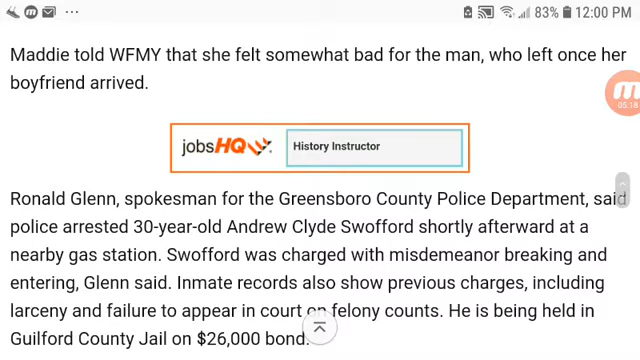 83% 12:00 PM
Maddie told WFMY that she felt somewhat bad for the man, who left once her
boyfriend arrived.
05:18
jobsHQ
History Instructor
Ronald Glenn, spokesman for the Greensboro County Police Department, said
police arrested 30-year-old Andrew Clyde Swofford shortly afterward at a
nearby gas station. Swofford was charged with misdemeanor breaking and
entering, Glenn said. Inmate records also show previous charges, including
larceny and failure to appear in court on felony counts. He is being held in
Guilford County Jail on $26,000 bond.